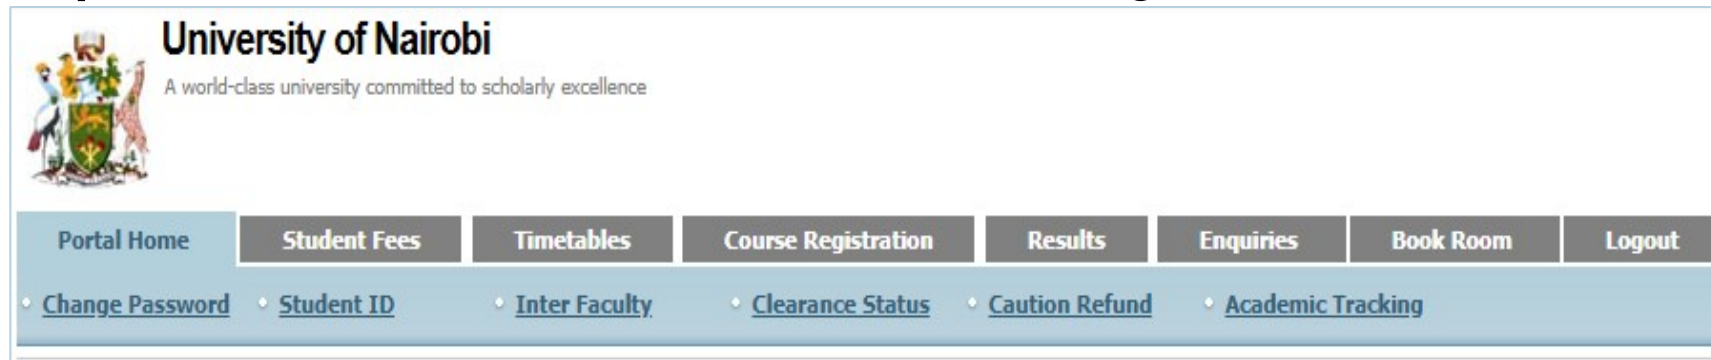 University of Nairobi
A world-class university committed to scholarly excellence
Portal Home Student Fees Timetables Course Registration Results Enquiries Book Room Logout
Change Password Student ID Inter Faculty Clearance Status Caution Refund Academic Tracking